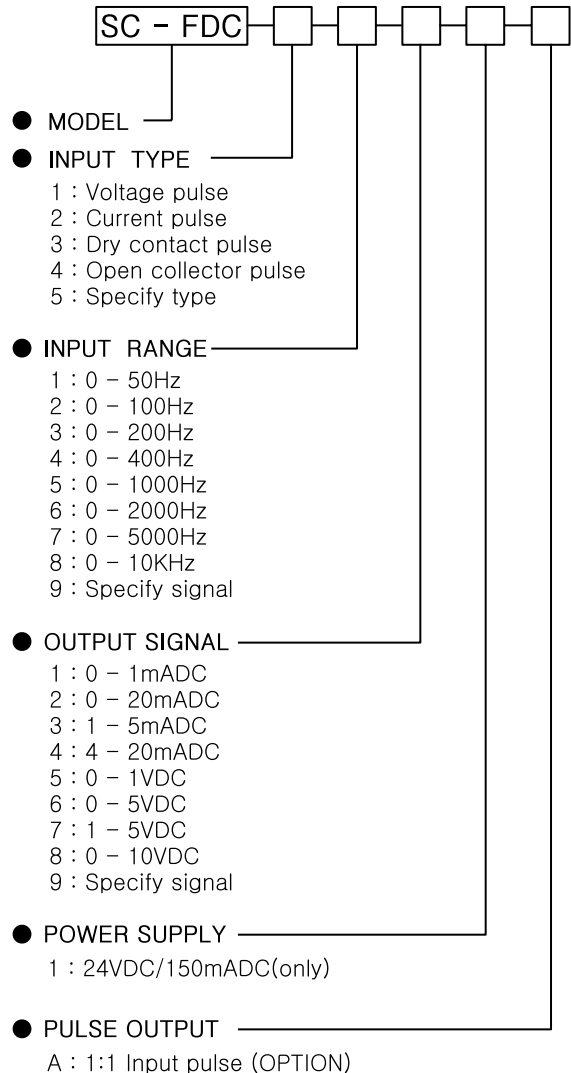 SC - FDC
● MODEL
● INPUT TYPE
1 : Voltage pulse
2 : Current pulse
3 : Dry contact pulse
4 : Open collector pulse
5 : Specify type
● INPUT RANGE
1 : 0 - 50Hz
2 : 0 - 100Hz
3 : 0 - 200Hz
4 : 0 - 400Hz
5 : 0 - 1000Hz
6 : 0 - 2000Hz
7 : 0 - 5000Hz
8 : 0 - 10KHz
9 : Specify signal
● OUTPUT SIGNAL
1 : 0 - 1mADC
2 : 0 - 20mADC
3 : 1 - 5mADC
4 : 4 - 20mADC
5 : 0 - 1VDC
6 : 0 - 5VDC
7 : 1 - 5VDC
8 : 0 - 10VDC
9 : Specify signal
● POWER SUPPLY
1 : 24VDC/150mADC(only)
● PULSE OUTPUT
A : 1:1 Input pulse (OPTION)